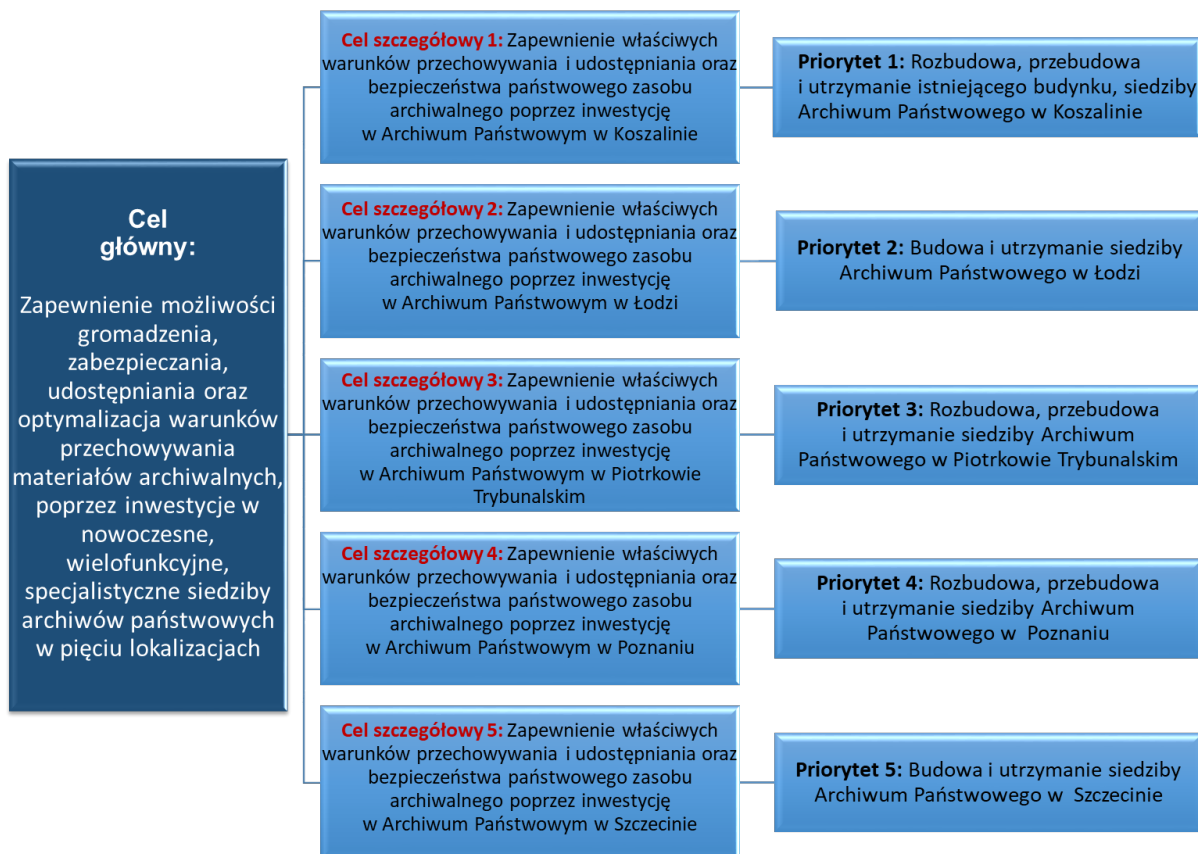 Cel
główny:
Zapewnienie możliwości
gromadzenia,
zabezpieczania,
udostępniania oraz
optymalizacja warunków
przechowywania
materiałów archiwalnych,
poprzez inwestycje w
nowoczesne,
wielofunkcyjne,
specjalistyczne siedziby
archiwów państwowych
w pięciu lokalizacjach
Cel szczegółowy 1: Zapewnienie właściwych
warunków przechowywania i udostępniania oraz
bezpieczeństwa państwowego zasobu
archiwalnego poprzez inwestycję
w Archiwum Państwowym w Koszalinie
Priorytet 1: Rozbudowa, przebudowa
i utrzymanie istniejącego budynku, siedziby
Archiwum Państwowego w Koszalinie
Cel szczegółowy 2: Zapewnienie właściwych
warunków przechowywania i udostępniania oraz
bezpieczeństwa państwowego zasobu
archiwalnego poprzez inwestycję
w Archiwum Państwowym w Łodzi
Priorytet 2: Budowa i utrzymanie siedziby
Archiwum Państwowego w Łodzi
Cel szczegółowy 3: Zapewnienie właściwych
warunków przechowywania i udostępniania oraz
bezpieczeństwa państwowego zasobu
archiwalnego poprzez inwestycję
w Archiwum Państwowym w Piotrkowie
Trybunalskim
Priorytet 3: Rozbudowa, przebudowa
i utrzymanie siedziby Archiwum
Państwowego w Piotrkowie Trybunalskim
Cel szczegółowy 4: Zapewnienie właściwych
warunków przechowywania i udostępniania oraz
bezpieczeństwa państwowego zasobu
archiwalnego poprzez inwestycję
w Archiwum Państwowym w Poznaniu
Priorytet 4: Rozbudowa, przebudowa
i utrzymanie siedziby Archiwum
Państwowego w Poznaniu
Cel szczegółowy 5: Zapewnienie właściwych
warunków przechowywania i udostępniania oraz
bezpieczeństwa państwowego zasobu
archiwalnego poprzez inwestycję
w Archiwum Państwowym w Szczecinie
Priorytet 5: Budowa i utrzymanie siedziby
Archiwum Państwowego w Szczecinie